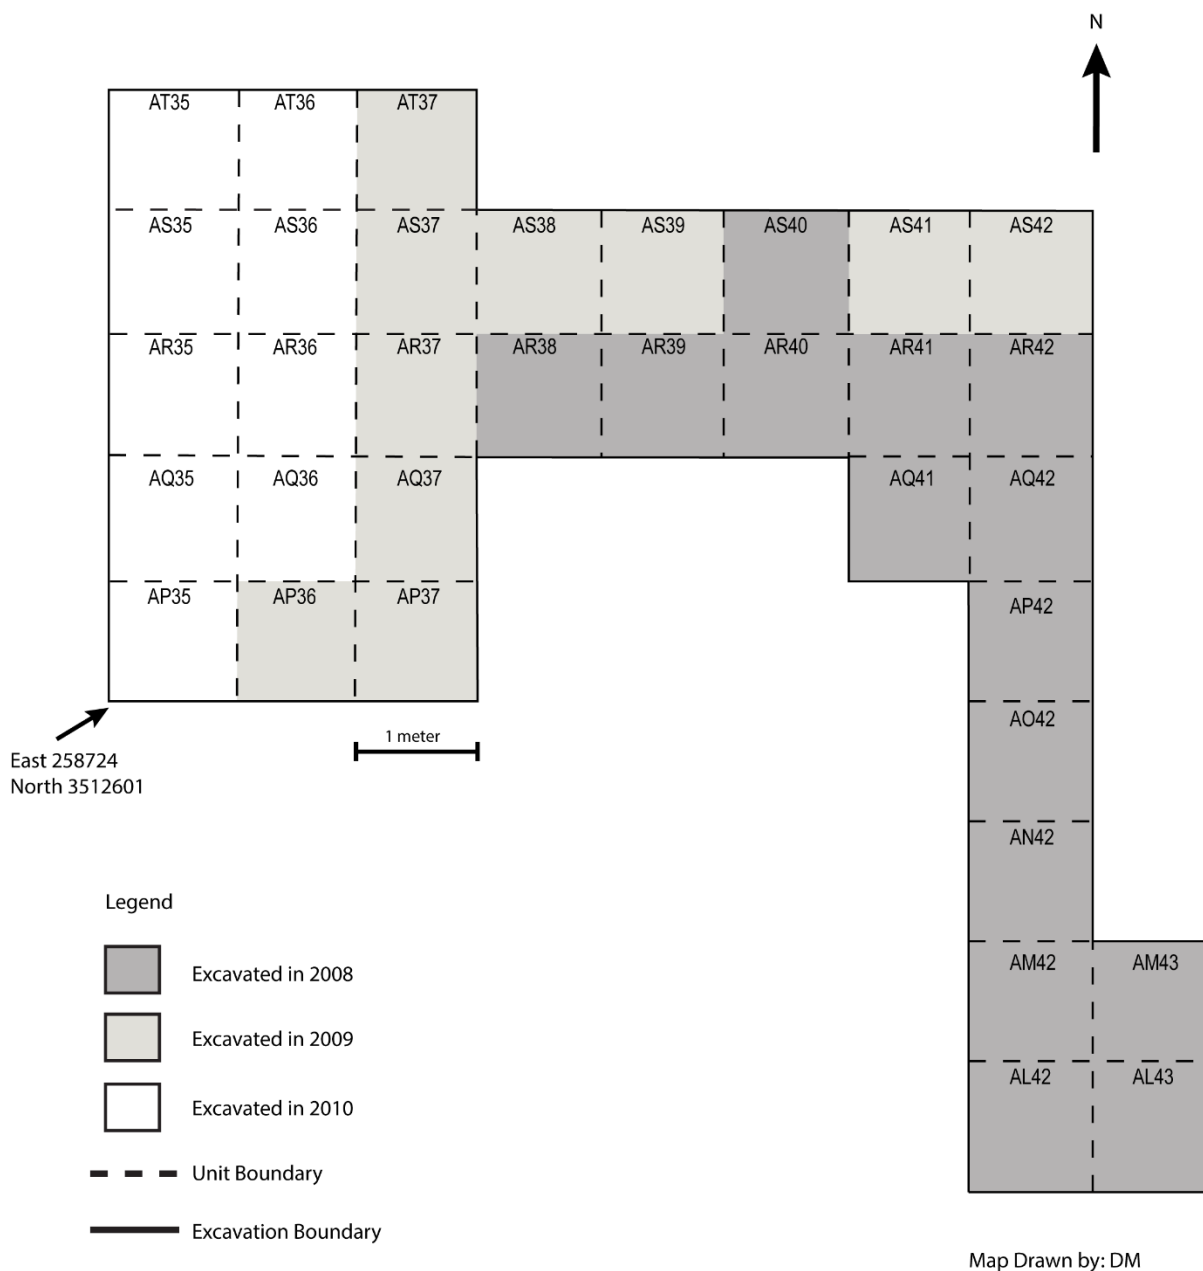 N
AT35 AT36 AT37
AS35 AS36 AS37 AS38 AS39 AS40 AS41 AS42
AR35 AR36 AR37 AR38 AR39 AR40 AR41 AR42
AQ35 AQ36 AQ37 AQ41 AQ42
AP35 AP36 AP37 AP42
AO42
1 meter
East 258724
North 3512601
AN42
AM42 AM43
AL42 AL43
Legend
Excavated in 2008
Excavated in 2009
Excavated in 2010
Unit Boundary
Excavation Boundary
Map Drawn by: DM